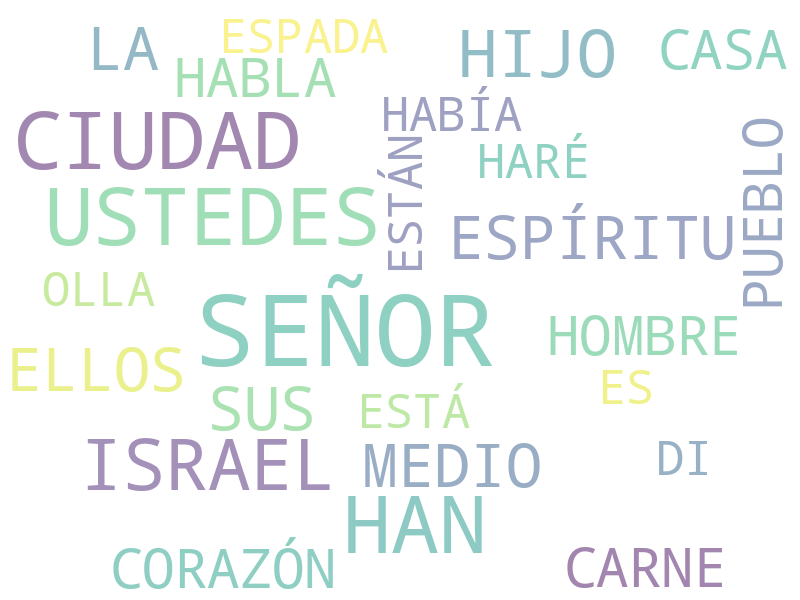 LA
ESPADA
HIJO
CASA
HABLA
HABÍA
CIUDAD
HARÉ
PUEBLO
ESTÁN
USTEDES
ESPÍRITU
OLLA
SEÑOR
HOMBRE
ELLOS
ES
SUS
ESTÁ
ISRAEL
MEDIO
DI
HAN
CORAZÓN
CARNE